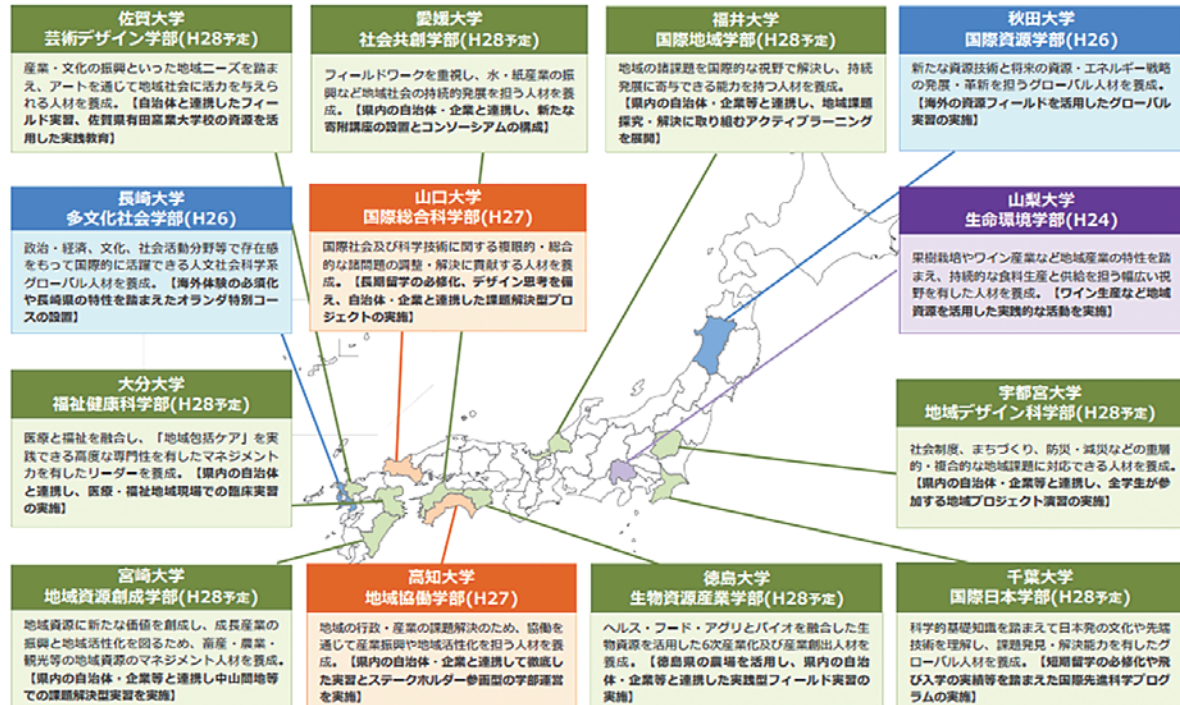 佐賀大学
芸術デザイン学部(H28予定)
産業・文化の振興といった地域ニーズを踏ま
え、アートを通じて地域社会に活力を与えら
れる人材を養成。【自治体と連携したフィー
ルド実習、佐賀県有田窯業大学校の資源を活
用した実践教育】
愛媛大学
社会共創学部(H28予定)
フィールドワークを重視し、水・紙産業の振
興など地域社会の持続的発展を担う人材を養
成。【県内の自治体・企業と連携し、新たな
寄附講座の設置とコンソーシアムの構成】
福井大学
国際地域学部(H28予定)
地域の諸課題を国際的な視野で解決し、持続
発展に寄与できる能力を持つ人材を養成。
【県内の自治体・企業等と連携し、地域課題
探究・解決に取り組むアクティブラーニング
を展開】
秋田大学
国際資源学部(H26)
新たな資源技術と将来の資源・エネルギー戦略
の発展・革新を担うグローバル人材を養成。
【海外の資源フィールドを活用したグローバル
実習の実施】
長崎大学
多文化社会学部(H26)
政治・経済、文化、社会活動分野等で存在感
をもって国際的に活躍できる人文社会科学系
グローバル人材を養成。【海外体験の必須化
や長崎県の特性を踏まえたオランダ特別コー
スの設置】
山口大学
国際総合科学部(H27)
国際社会及び科学技術に関する複眼的・総合
的な諸問題の調整・解決に貢献する人材を養
成。【長期留学の必修化、デザイン思考を備
え、自治体・企業と連携した課題解決型プロ
ジェクトの実施】
山梨大学
生命環境学部(H24)
果樹栽培やワイン産業など地域産業の特性を踏
まえ、持続的な食料生産と供給を担う幅広い視
野を有した人材を養成。【ワイン生産など地域
資源を活用した実践的な活動を実施】
大分大学
福祉健康科学部(H28予定)
医療と福祉を融合し、「地域包括ケア」を実
践できる高度な専門性を有したマネジメント
力を有したリーダーを養成。【県内の自治体
と連携し、医療・福祉地域現場での臨床実習
の実施】
宇都宮大学
地域デザイン科学部(H28予定)
社会制度、まちづくり、防災・減災などの重層
的・複合的な地域課題に対応できる人材を養成。
【県内の自治体・企業等と連携し、全学生が参
加する地域プロジェクト演習の実施】
宮崎大学
地域資源創成学部(H28予定)
地域資源に新たな価値を創成し、成長産業の
振興と地域活性化を図るため、畜産・農業・
観光等の地域資源のマネジメント人材を養成。
【県内の自治体・企業等と連携し中山間地等
での課題解決型実習を実施】
高知大学
地域協働学部(H27)
地域の行政・産業の課題解決のため、協働を
通じて産業振興や地域活性化を担う人材を養
成。【県内の自治体・企業と連携して徹底し
た実習とステークホルダー参画型の学部運営
を実施】
徳島大学
生物資源産業学部(H28予定)
ヘルス・フード・アグリとバイオを融合した生
物資源を活用した6次産業化及び産業創出人材
を養成。【徳島県の農場を活用し、県内の自治
体・企業等と連携した実践型フィールド実習の
実施】
千葉大学
国際日本学部(H28予定)
科学的基礎知識を踏まえて日本発の文化や先端
技術を理解し、課題発見・解決能力を有したグ
ローバル人材を養成。【短期留学の必修化や飛
び入学の実績等を踏まえた国際先進科学プログ
ラムの実施】